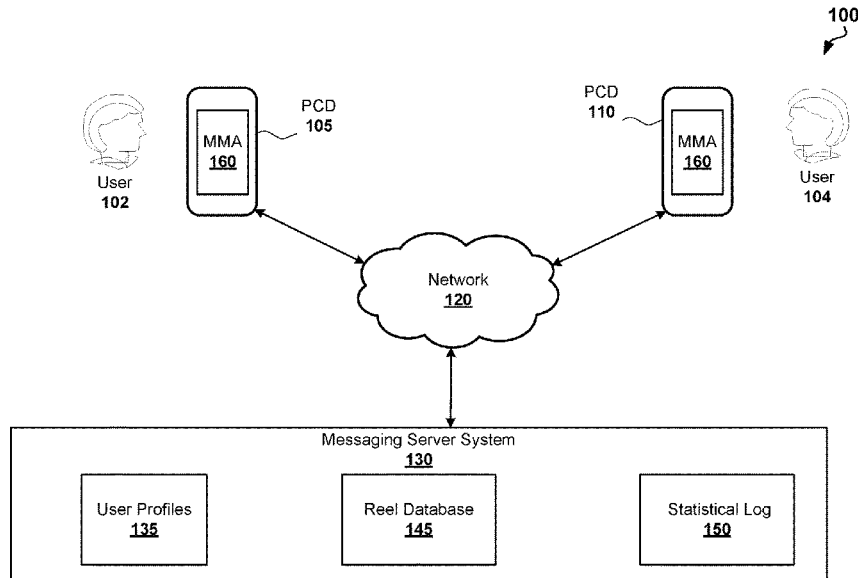 100
PCD
105
MMA
160
User
102
PCD
110
MMA
160
User
104
Network
120
Messaging Server System
130
User Profiles
135
Reel Database
145
Statistical Log
150